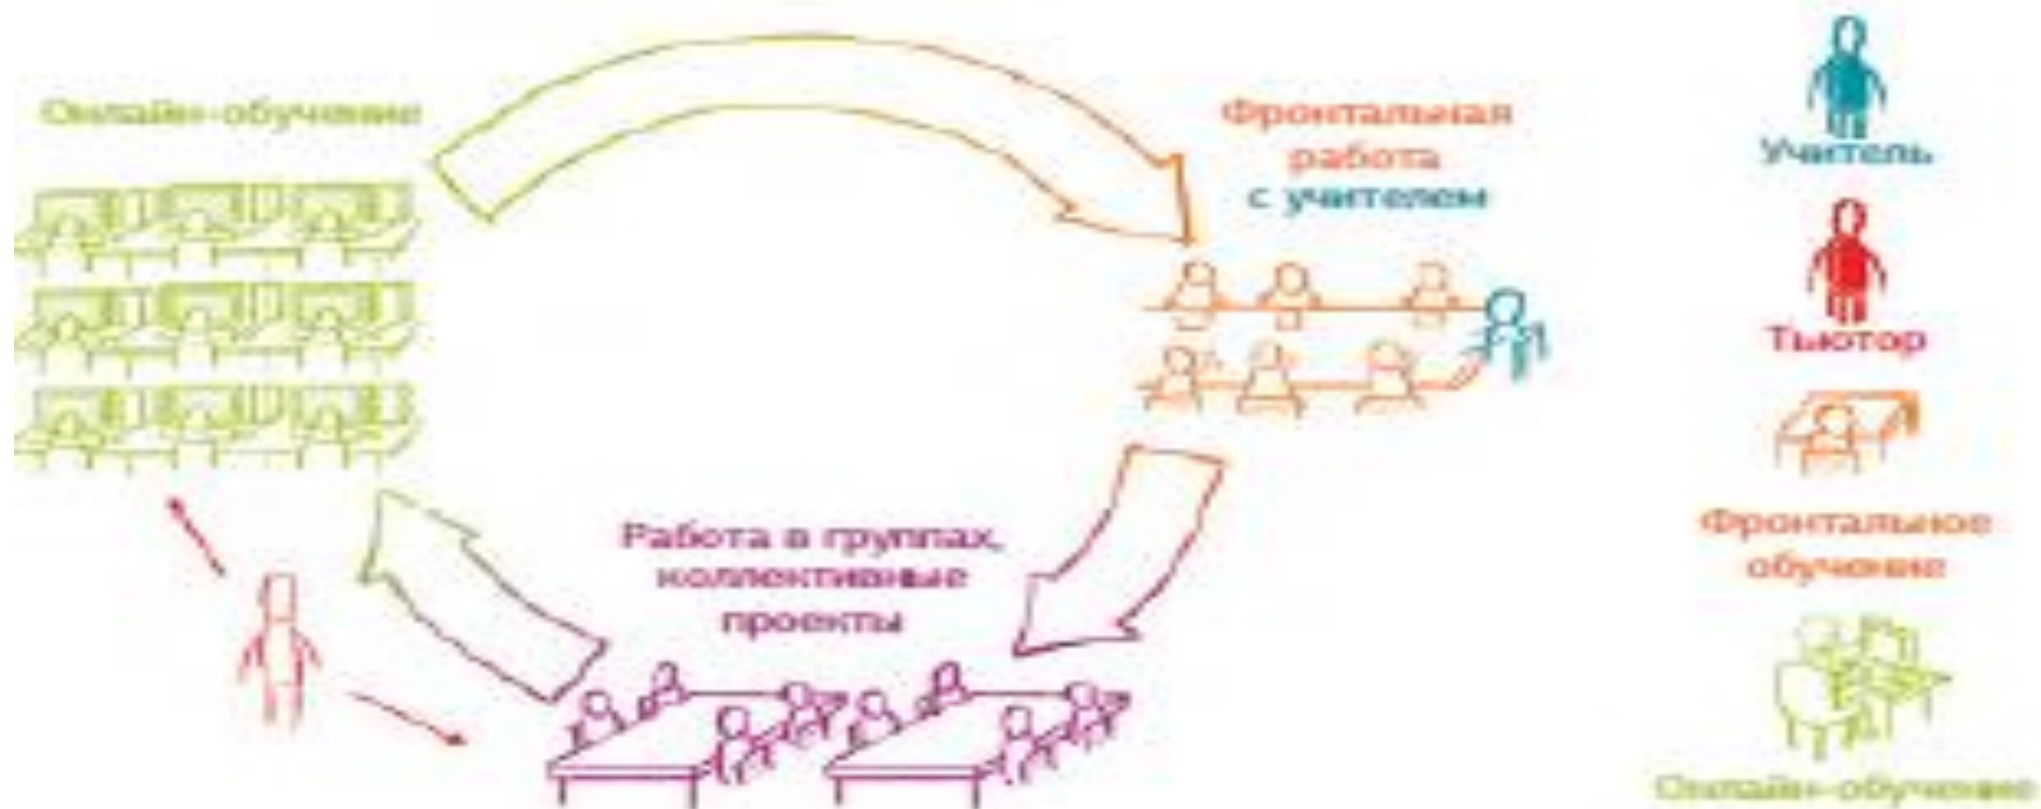 Онлайн-обучение
Фронтальная
работа
с учителем
Работа в группах,
коллективные
проекты
Учитель
Тьютор
Фронтальное
обучение
Онлайн-обучение